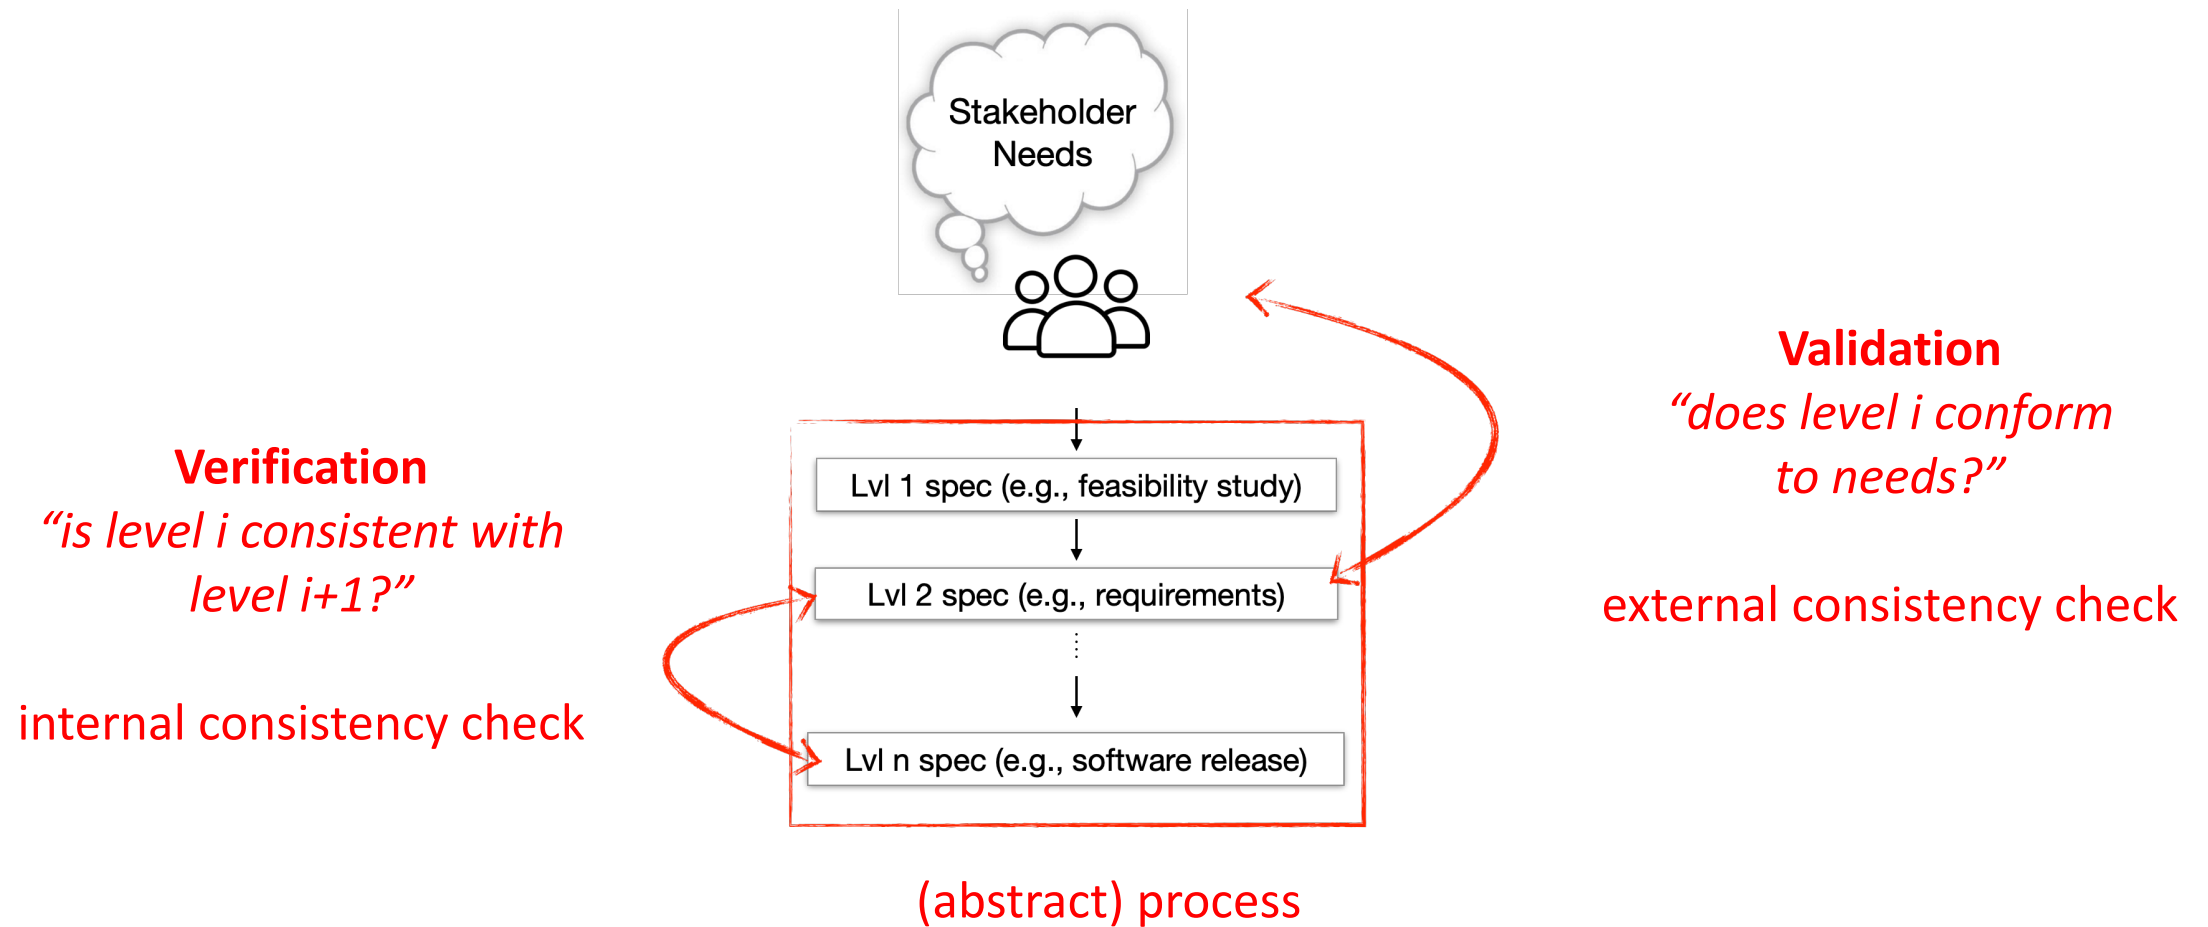 Stakeholder
Needs
Validation
“does level i conform
to needs?”
external consistency check
Verification
“is level i consistent with
level i+1?”
internal consistency check
Lvl 1 spec (e.g., feasibility study)
Lvl 2 spec (e.g., requirements)
Lvl n spec (e.g., software release)
(abstract) process